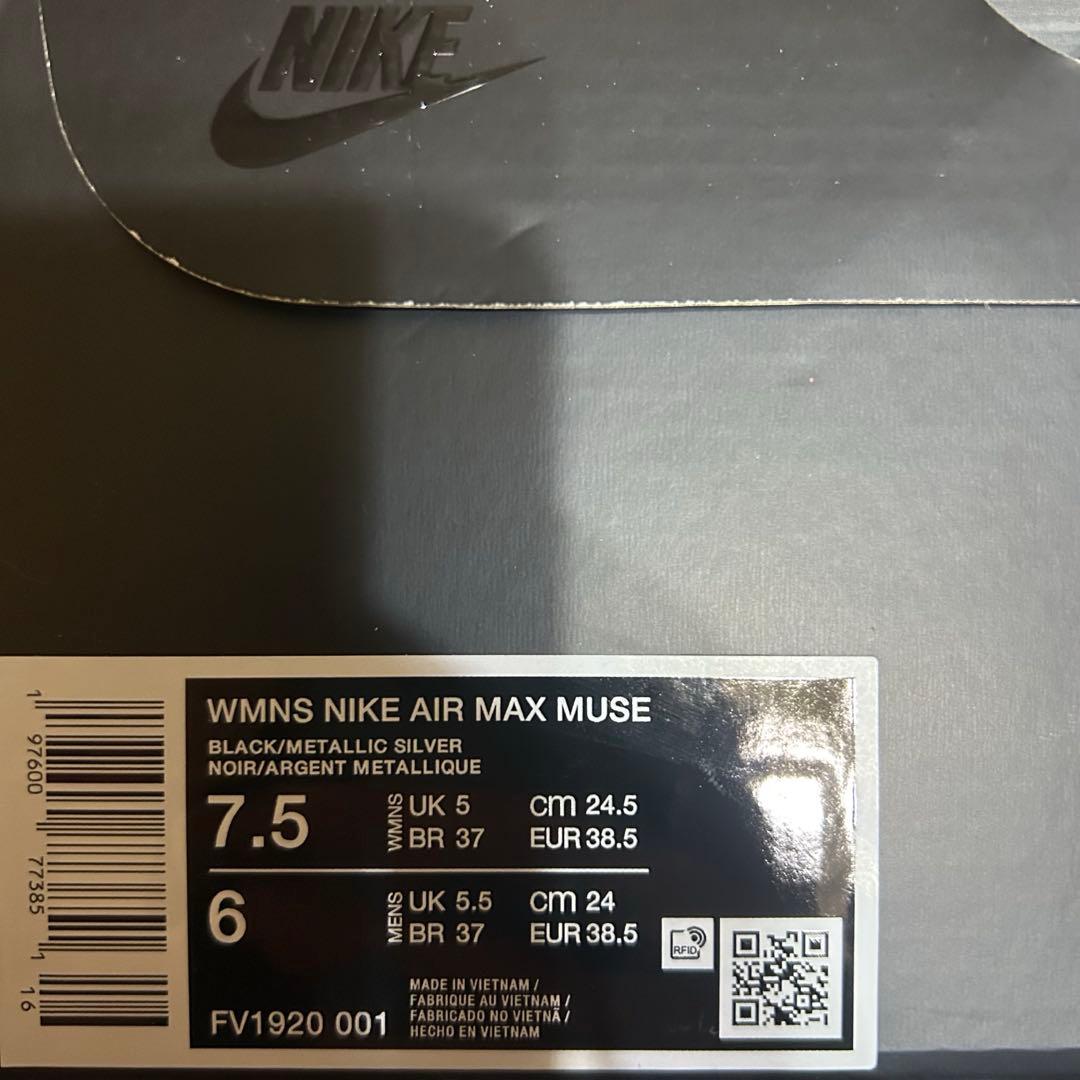 NIKE
WMNS NIKE AIR MAX MUSE
BLACK/METALLIC SILVER
NOIR/ARGENT METALLIQUE
7.5 WMNS UK 5 cm 24.5
BR 37 EUR 38.5
6 MENS UK 5.5 cm 24
BR 37 EUR 38.5
RFID
MADE IN VIETNAM /
FABRIQUE AU VIETNAM /
FABRICADO NO VIETNÃ /
HECHO EN VIETNAM
FV1920 001
1 97600 77385 1 16